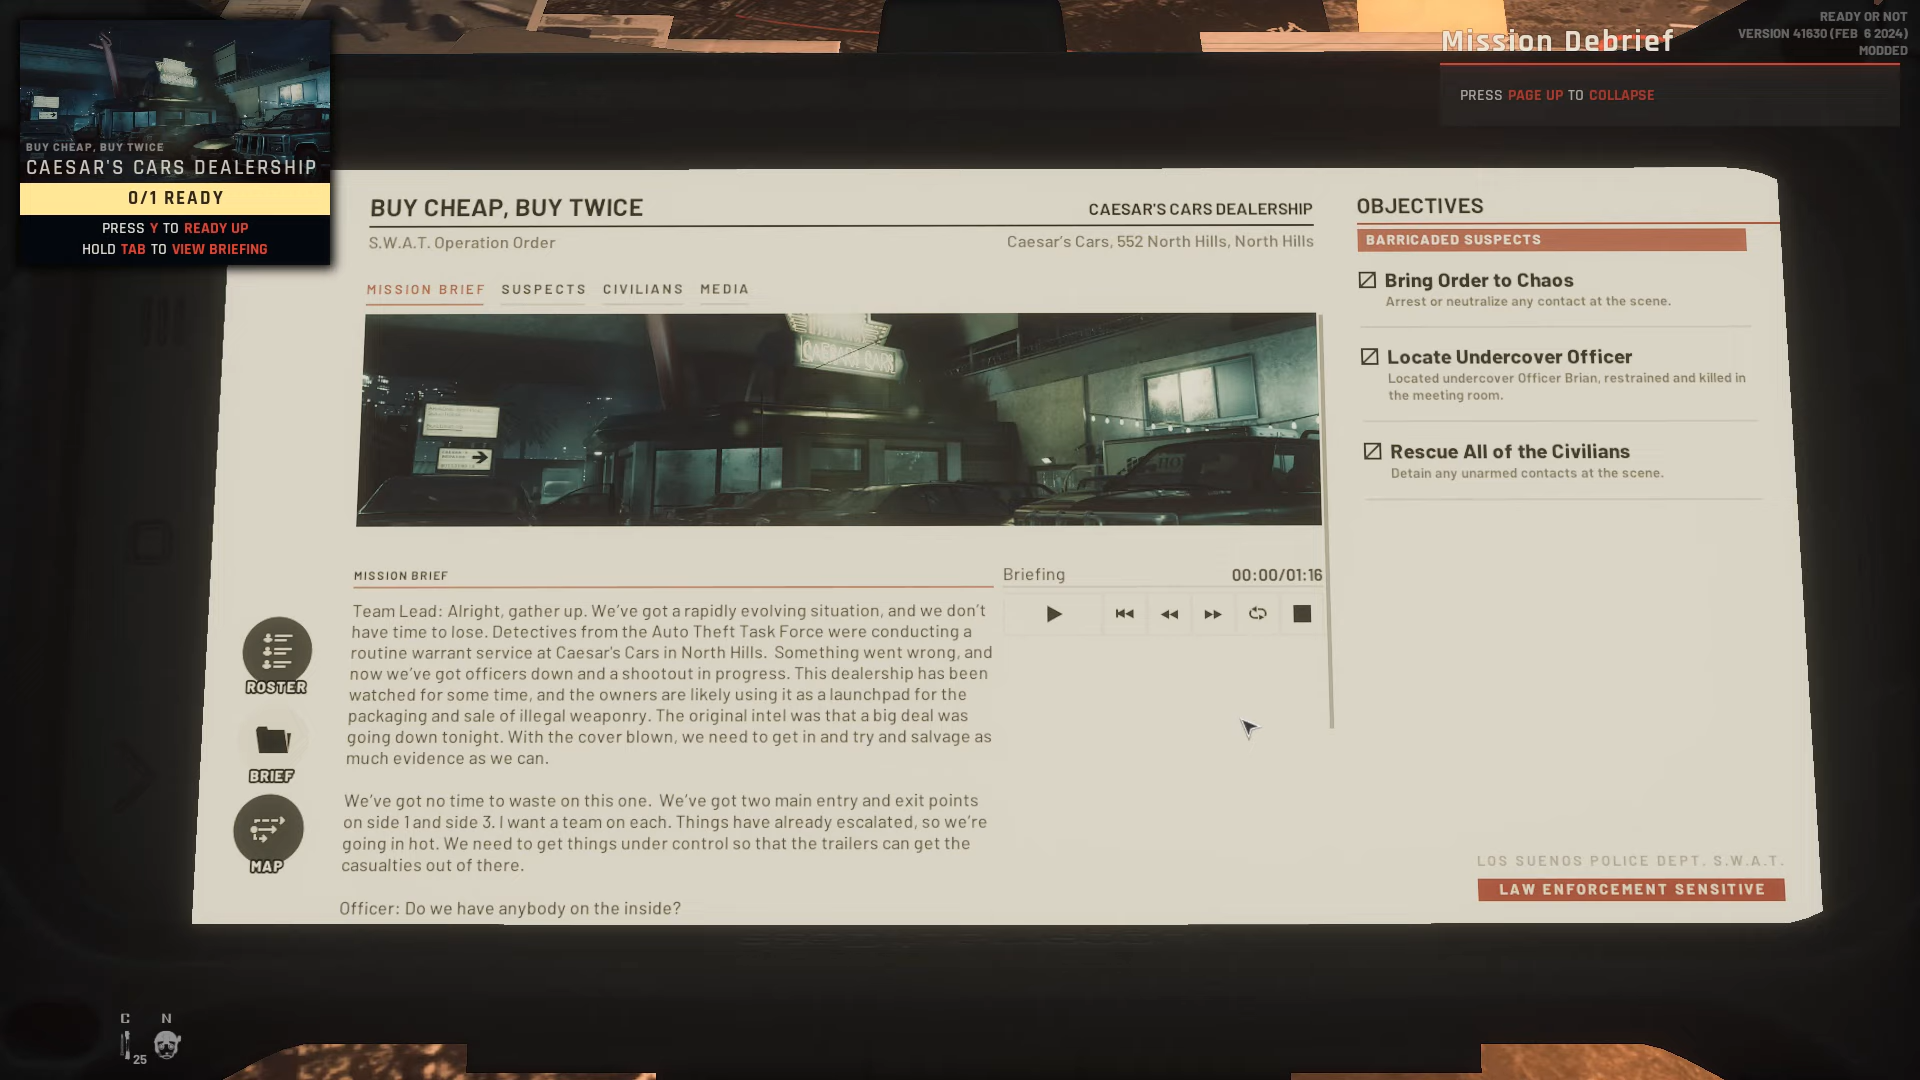 BUY CHEAP, BUY TWICE
CAESAR'S CARS DEALERSHIP
0/1 READY
PRESS Y TO READY UP
HOLD TAB TO VIEW BRIEFING
Mission Debrief
PRESS PAGE UP TO COLLAPSE
READY OR NOT
VERSION 41630 (FEB 6 2024)
MODDED
BUY CHEAP, BUY TWICE
CAESAR'S CARS DEALERSHIP
S.W.A.T. Operation Order
Caesar's Cars, 552 North Hills, North Hills
MISSION BRIEF SUSPECTS CIVILIANS MEDIA
CAESAR'S CARS
MISSION BRIEF
Team Lead: Alright, gather up. We've got a rapidly evolving situation, and we don't
have time to lose. Detectives from the Auto Theft Task Force were conducting a
routine warrant service at Caesar's Cars in North Hills.  Something went wrong, and
now we've got officers down and a shootout in progress. This dealership has been
watched for some time, and the owners are likely using it as a launchpad for the
packaging and sale of illegal weaponry. The original intel was that a big deal was
going down tonight. With the cover blown, we need to get in and try and salvage as
much evidence as we can.
We've got no time to waste on this one.  We've got two main entry and exit points
on side 1 and side 3. I want a team on each. Things have already escalated, so we're
going in hot. We need to get things under control so that the trailers can get the
casualties out of there.
Officer: Do we have anybody on the inside?
Briefing 00:00/01:16
OBJECTIVES
BARRICADED SUSPECTS
Bring Order to Chaos
Arrest or neutralize any contact at the scene.
Locate Undercover Officer
Located undercover Officer Brian, restrained and killed in
the meeting room.
Rescue All of the Civilians
Detain any unarmed contacts at the scene.
LOS SUENOS POLICE DEPT. S.W.A.T.
LAW ENFORCEMENT SENSITIVE
ROSTER
BRIEF
MAP
C N
25